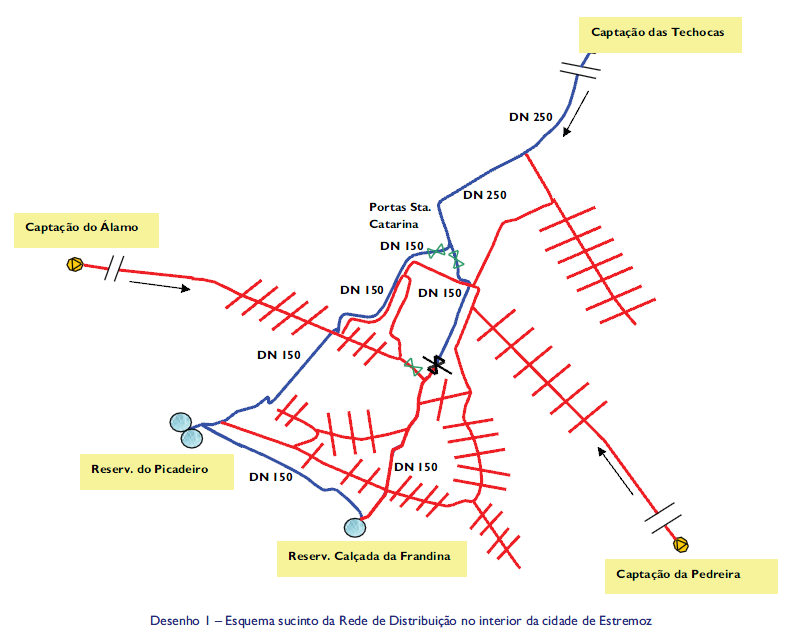 Captação das Techocas
DN 250
DN 250
Portas Sta.
Catarina
Captação do Álamo
DN 150
DN 150
DN 150
DN 150
Reserv. do Picadeiro
DN 150
DN 150
Reserv. Calçada da Frandina
Captação da Pedreira
Desenho 1 – Esquema sucinto da Rede de Distribuição no interior da cidade de Estremoz